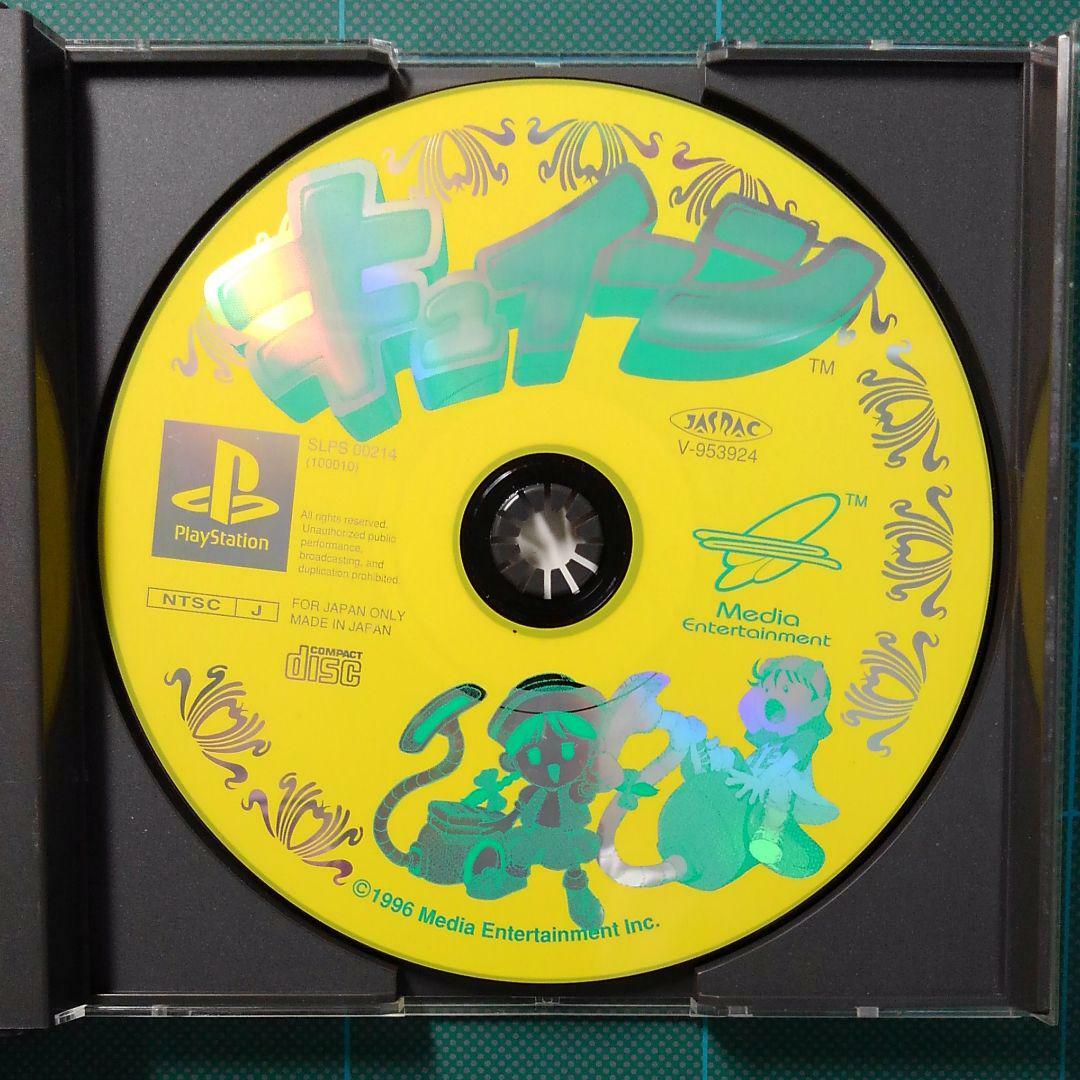 キュイーン
TM
JASRAC
V-953924
SLPS 00214
(100010)
PlayStation
All rights reserved.
Unauthorized public
performance,
broadcasting, and
duplication prohibited.
NTSC J
FOR JAPAN ONLY
MADE IN JAPAN
COMPACT
disc
TM
Media
Entertainment
©1996 Media Entertainment Inc.